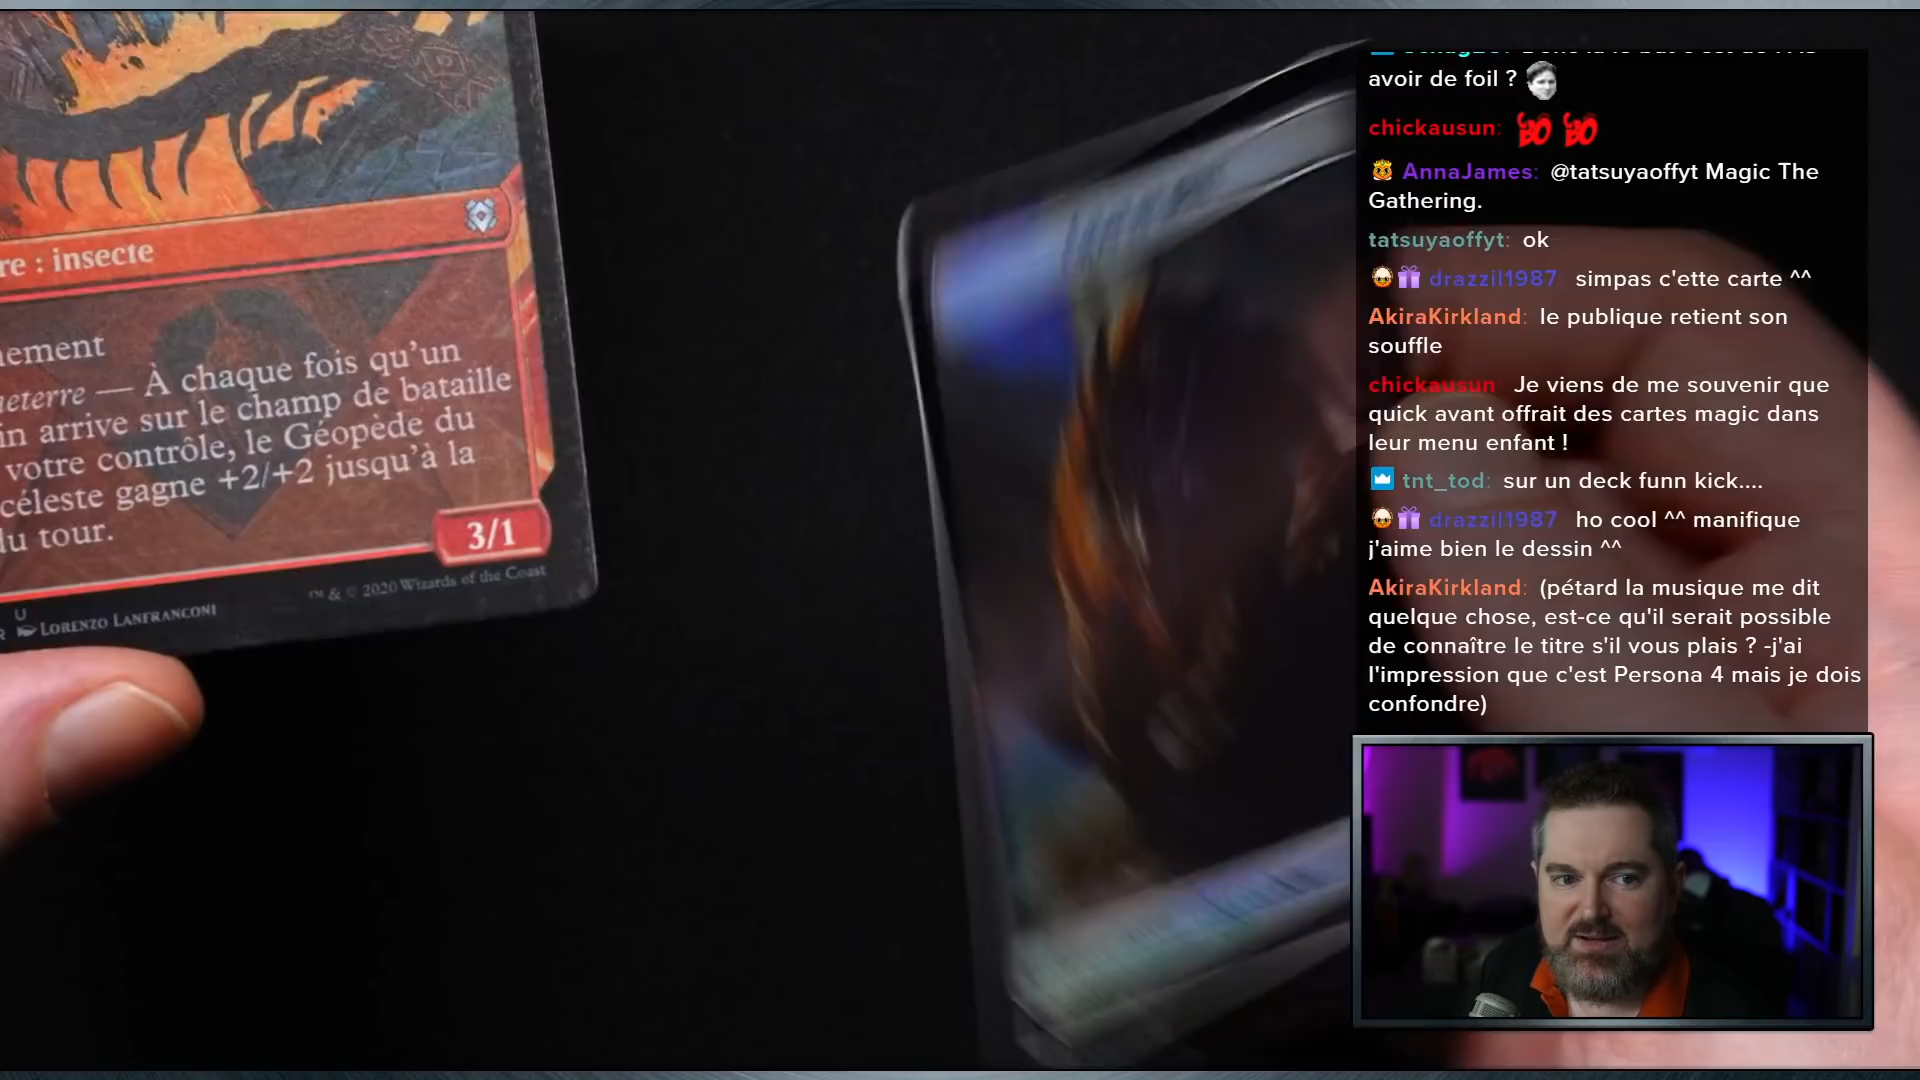 re : insecte
nement
eterre — À chaque fois qu'un
in arrive sur le champ de bataille
votre contrôle, le Géopède du
céleste gagne +2/+2 jusqu'à la
du tour.
3/1
™ & © 2020 Wizards of the Coast
U
R LORENZO LANFRANCONI
avoir de foil ?
chickausun:
AnnaJames: @tatsuyaoffyt Magic The
Gathering.
tatsuyaoffyt: ok
drazzil1987 simpas c'ette carte ^^
AkiraKirkland: le publique retient son
souffle
chickausun Je viens de me souvenir que
quick avant offrait des cartes magic dans
leur menu enfant !
tnt_tod: sur un deck funn kick....
drazzil1987 ho cool ^^ manifique
j'aime bien le dessin ^^
AkiraKirkland: (pétard la musique me dit
quelque chose, est-ce qu'il serait possible
de connaître le titre s'il vous plais ? -j'ai
l'impression que c'est Persona 4 mais je dois
confondre)